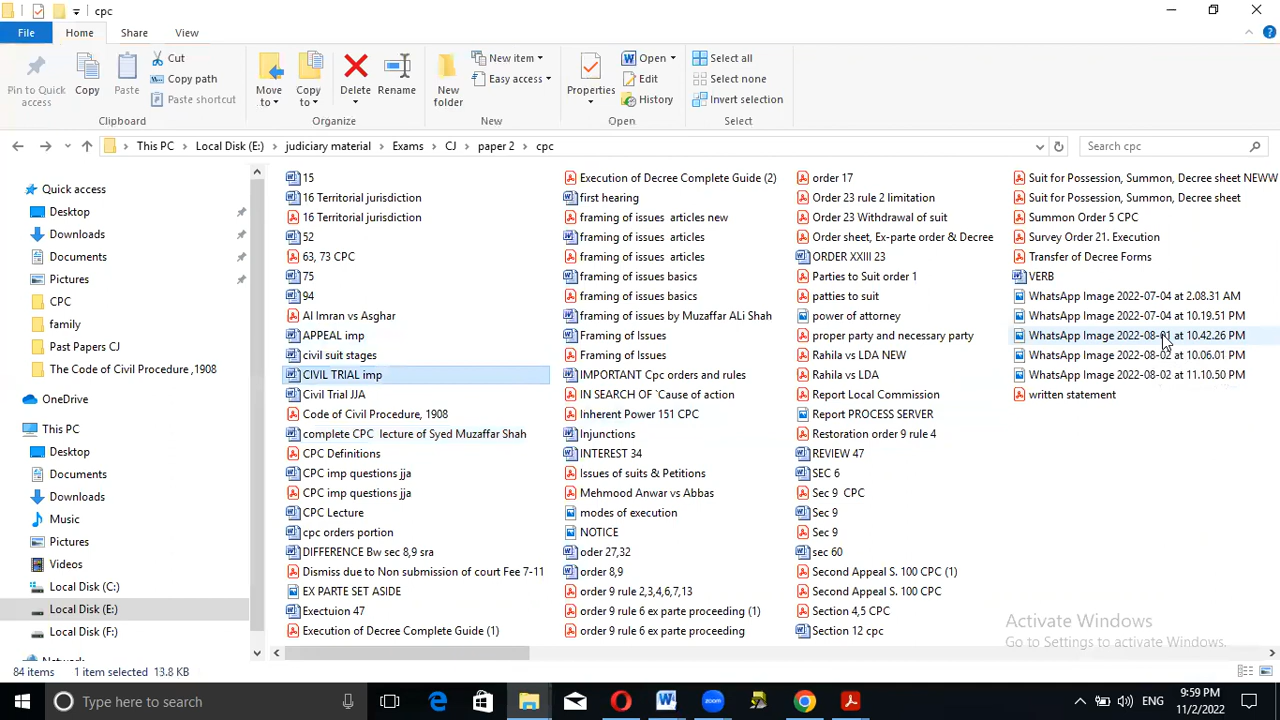 cpc
File
Home
Share
View
Pin to Quick access
Copy
Paste
Cut
Copy path
Paste shortcut
Clipboard
Move to
Copy to
Delete
Rename
Organize
New folder
New item
Easy access
New
Properties
Open
Edit
History
Open
Select all
Select none
Invert selection
Select
This PC
Local Disk (E:)
judiciary material
Exams
CJ
paper 2
cpc
Search cpc
Quick access
Desktop
Downloads
Documents
Pictures
CPC
family
Past Papers CJ
The Code of Civil Procedure ,1908
OneDrive
This PC
Desktop
Documents
Downloads
Music
Pictures
Videos
Local Disk (C:)
Local Disk (E:)
Local Disk (F:)
15
16 Territorial jurisdiction
16 Territorial jurisdiction
52
63, 73 CPC
75
94
Al Imran vs Asghar
APPEAL imp
civil suit stages
CIVIL TRIAL imp
Civil Trial JJA
Code of Civil Procedure, 1908
complete CPC lecture of Syed Muzaffar Shah
CPC Definitions
CPC imp questions jja
CPC imp questions jja
CPC Lecture
cpc orders portion
DIFFERENCE Bw sec 8,9 sra
Dismiss due to Non submission of court Fee 7-11
EX PARTE SET ASIDE
Exectuion 47
Execution of Decree Complete Guide (1)
Execution of Decree Complete Guide (2)
first hearing
framing of issues articles new
framing of issues articles
framing of issues articles
framing of issues basics
framing of issues basics
framing of issues by Muzaffar ALi Shah
Framing of Issues
Framing of Issues
IMPORTANT Cpc orders and rules
IN SEARCH OF `Cause of action
Inherent Power 151 CPC
Injunctions
INTEREST 34
Issues of suits & Petitions
Mehmood Anwar vs Abbas
modes of execution
NOTICE
oder 27,32
order 8,9
order 9 rule 2,3,4,6,7,13
order 9 rule 6 ex parte proceeding (1)
order 9 rule 6 ex parte proceeding
order 17
Order 23 rule 2 limitation
Order 23 Withdrawal of suit
Order sheet, Ex-parte order & Decree
ORDER XXIII 23
Parties to Suit order 1
patties to suit
power of attorney
proper party and necessary party
Rahila vs LDA NEW
Rahila vs LDA
Report Local Commission
Report PROCESS SERVER
Restoration order 9 rule 4
REVIEW 47
SEC 6
Sec 9 CPC
Sec 9
Sec 9
sec 60
Second Appeal S. 100 CPC (1)
Second Appeal S. 100 CPC
Section 4,5 CPC
Section 12 cpc
Suit for Possession, Summon, Decree sheet NEWW
Suit for Possession, Summon, Decree sheet
Summon Order 5 CPC
Survey Order 21. Execution
Transfer of Decree Forms
VERB
WhatsApp Image 2022-07-04 at 2.08.31 AM
WhatsApp Image 2022-07-04 at 10.19.51 PM
WhatsApp Image 2022-08-01 at 10.42.26 PM
WhatsApp Image 2022-08-02 at 10.06.01 PM
WhatsApp Image 2022-08-02 at 11.10.50 PM
written statement
Activate Windows
Go to Settings to activate Windows.
84 items
1 item selected 13.8 KB
Type here to search
zoom
ENG
9:59 PM
11/2/2022